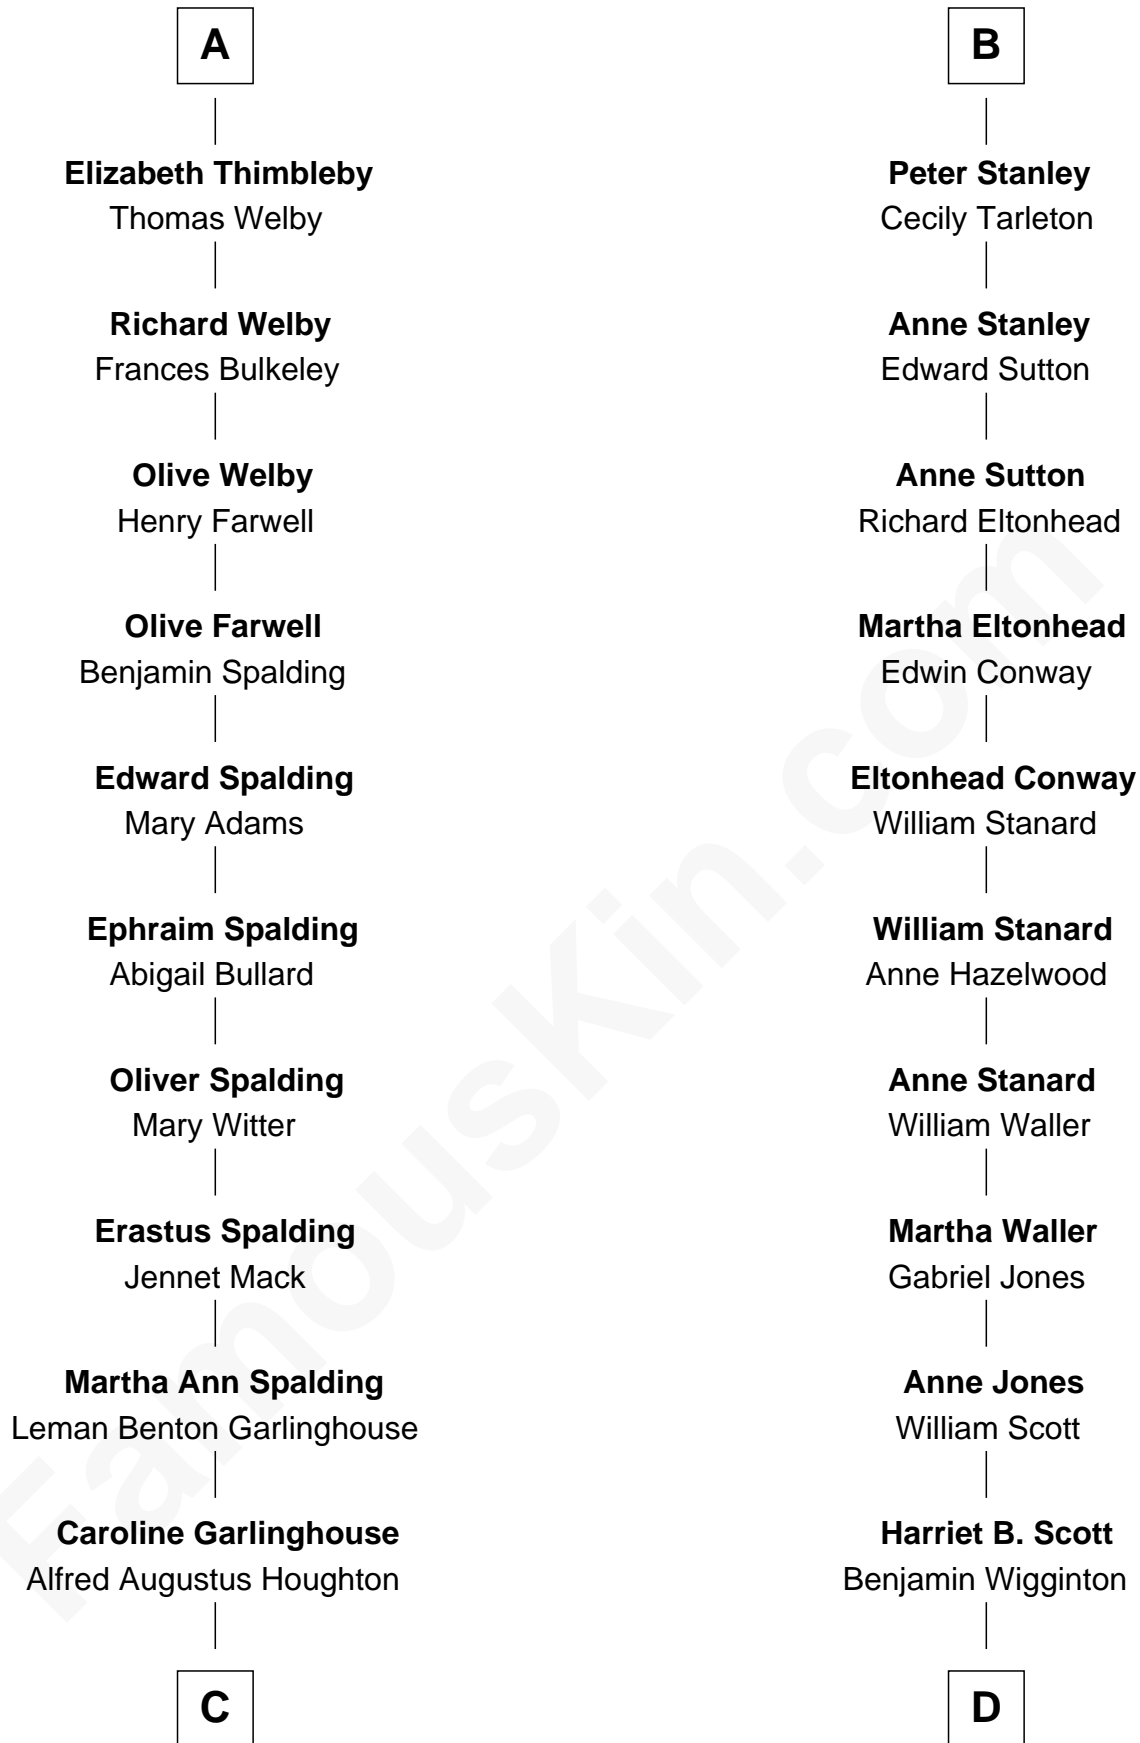 A
Elizabeth Thimbleby
Thomas Welby
Richard Welby
Frances Bulkeley
Olive Welby
Henry Farwell
Olive Farwell
Benjamin Spalding
Edward Spalding
Mary Adams
Ephraim Spalding
Abigail Bullard
Oliver Spalding
Mary Witter
Erastus Spalding
Jennet Mack
Martha Ann Spalding
Leman Benton Garlinghouse
Caroline Garlinghouse
Alfred Augustus Houghton
C
B
Peter Stanley
Cecily Tarleton
Anne Stanley
Edward Sutton
Anne Sutton
Richard Eltonhead
Martha Eltonhead
Edwin Conway
Eltonhead Conway
William Stanard
William Stanard
Anne Hazelwood
Anne Stanard
William Waller
Martha Waller
Gabriel Jones
Anne Jones
William Scott
Harriet B. Scott
Benjamin Wigginton
D
FamousKin.com